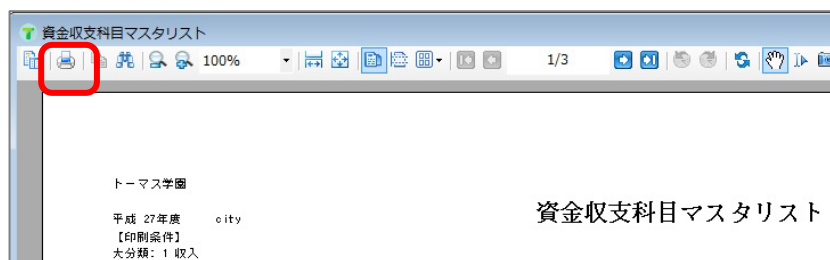 資金収支科目マスタリスト
100%
1/3
トーマス学園
平成 27年度 city
資金収支科目マスタリスト
【印刷条件】
大分類: 1 収入